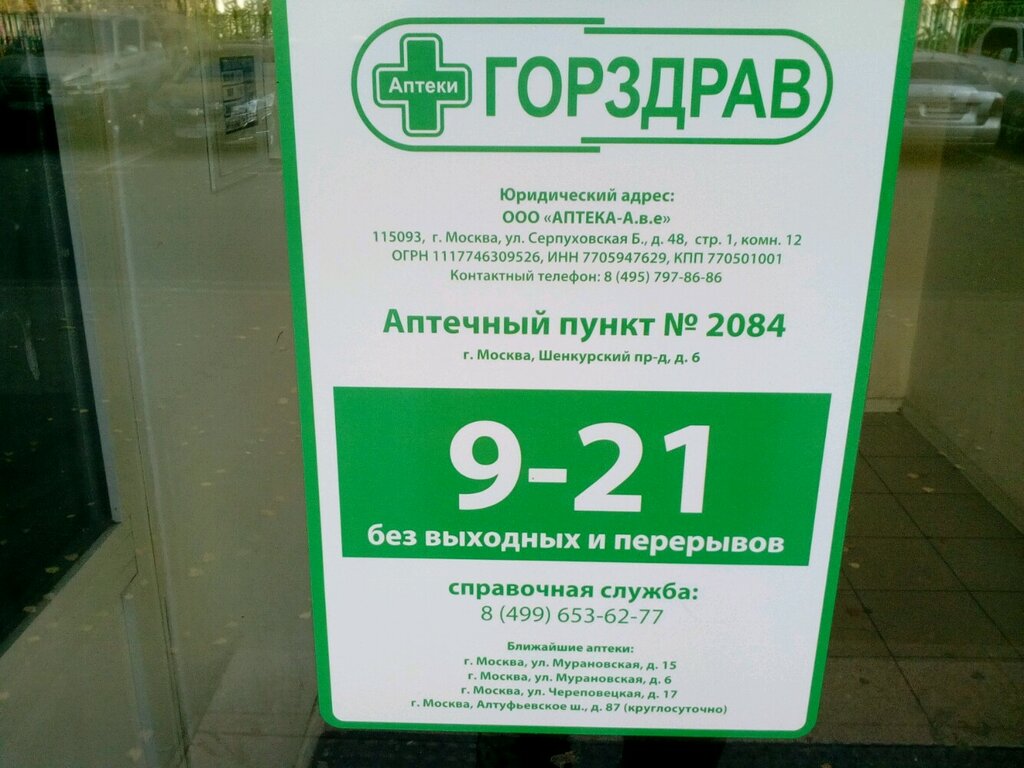 Аптеки ГОРЗДРАВ
Юридический адрес:
ООО «АПТЕКА-А.в.е»
115093, г. Москва, ул. Серпуховская Б., д. 48, стр. 1, комн. 12
ОГРН 1117746309526, ИНН 7705947629, КПП 770501001
Контактный телефон: 8 (495) 797-86-86
Аптечный пункт № 2084
г. Москва, Шенкурский пр-д, д. 6
9-21
без выходных и перерывов
справочная служба:
8 (499) 653-62-77
Ближайшие аптеки:
г. Москва, ул. Мурановская, д. 15
г. Москва, ул. Мурановская, д. 6
г. Москва, ул. Череповецкая, д. 17
г. Москва, Алтуфьевское ш., д. 87 (круглосуточно)